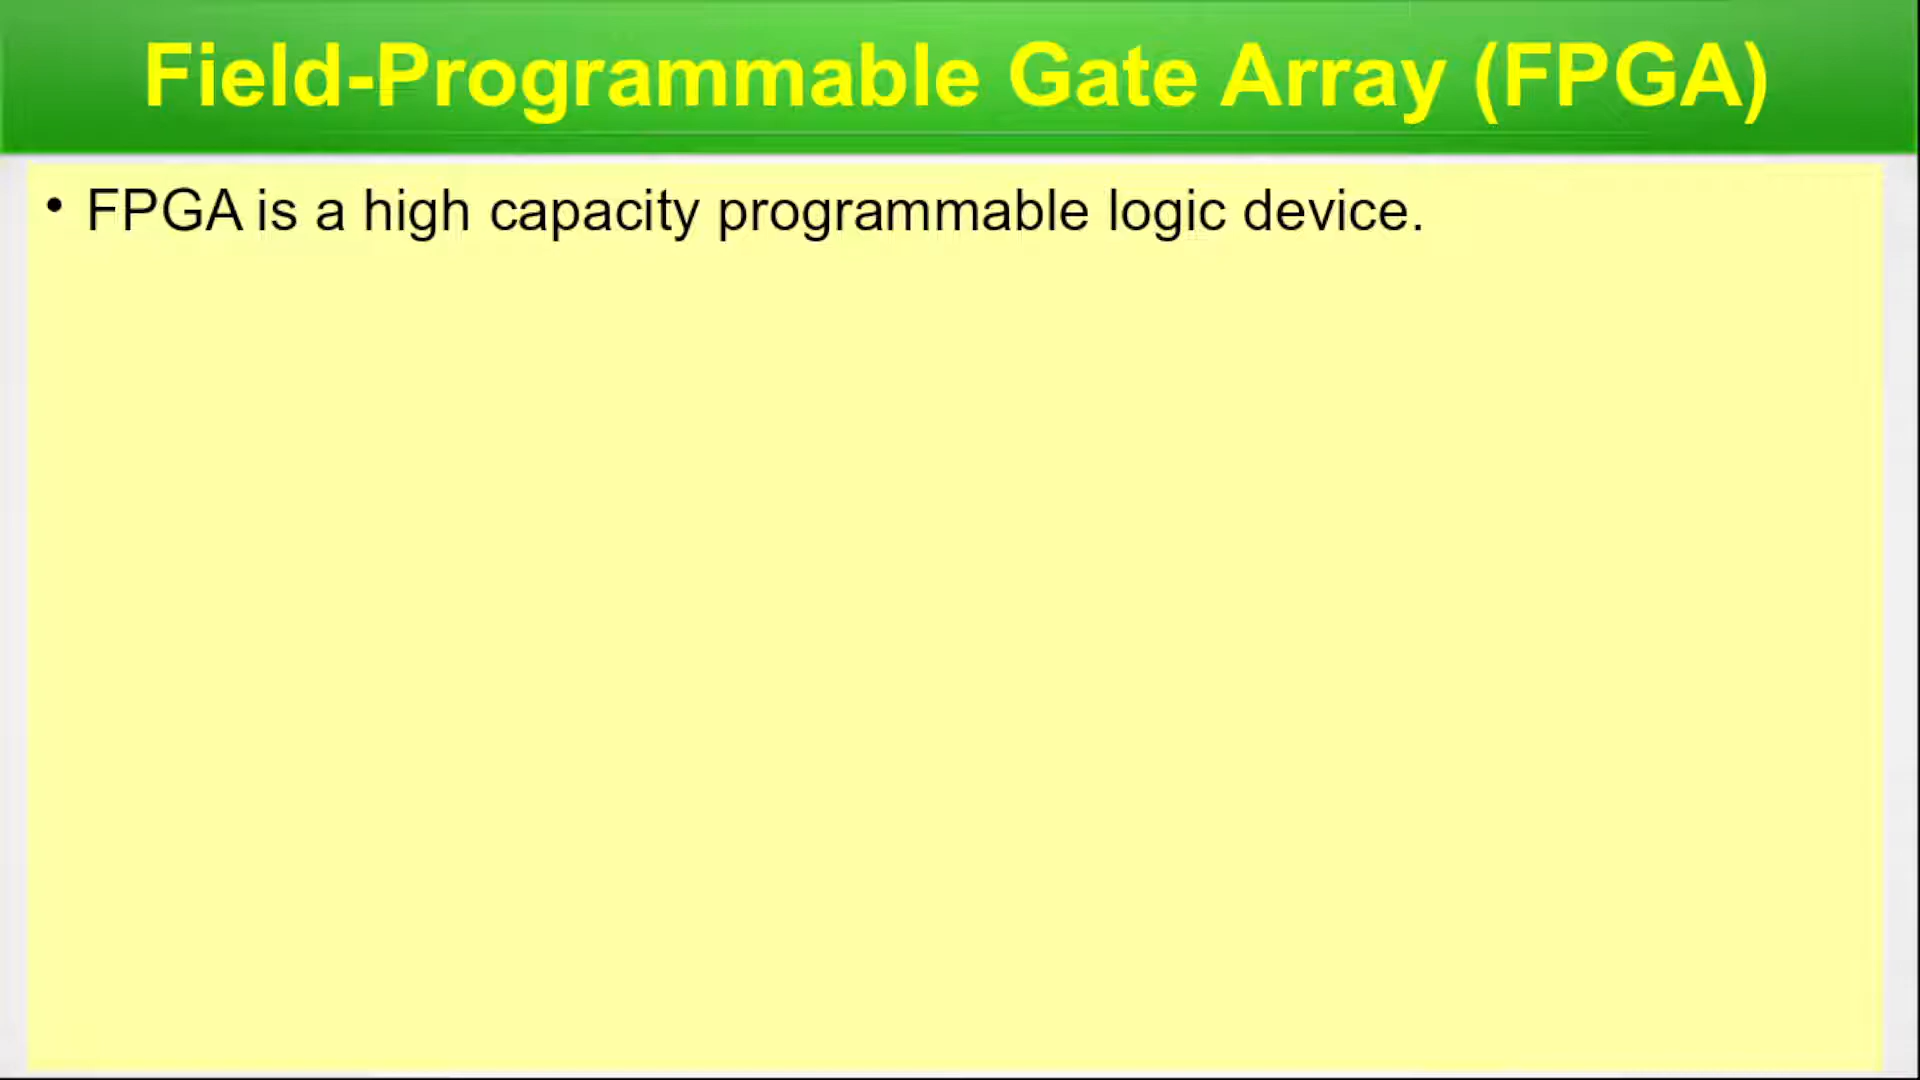 Field-Programmable Gate Array (FPGA)
• FPGA is a high capacity programmable logic device.